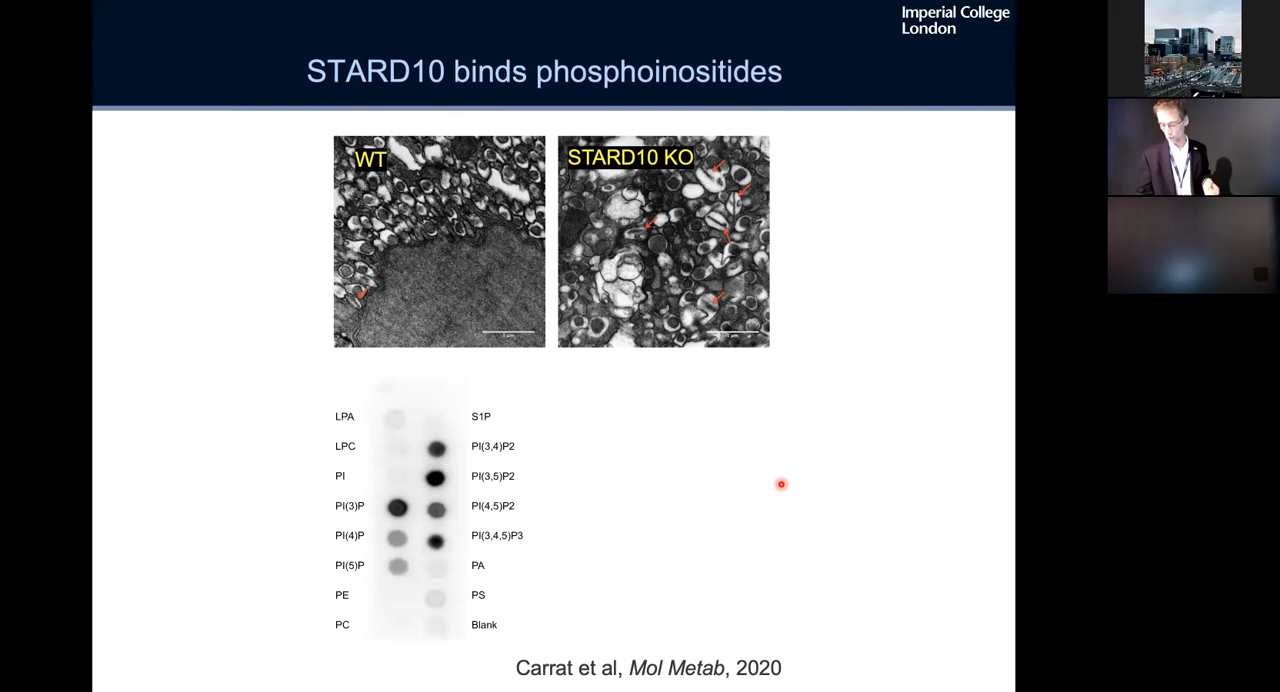 Imperial College
London
STARD10 binds phosphoinositides
WT
STARD10 KO
1 µm
LPA
S1P
LPC
PI(3,4)P2
PI
PI(3,5)P2
PI(3)P
PI(4,5)P2
PI(4)P
PI(3,4,5)P3
PI(5)P
PA
PE
PS
PC
Blank
Carrat et al, Mol Metab, 2020